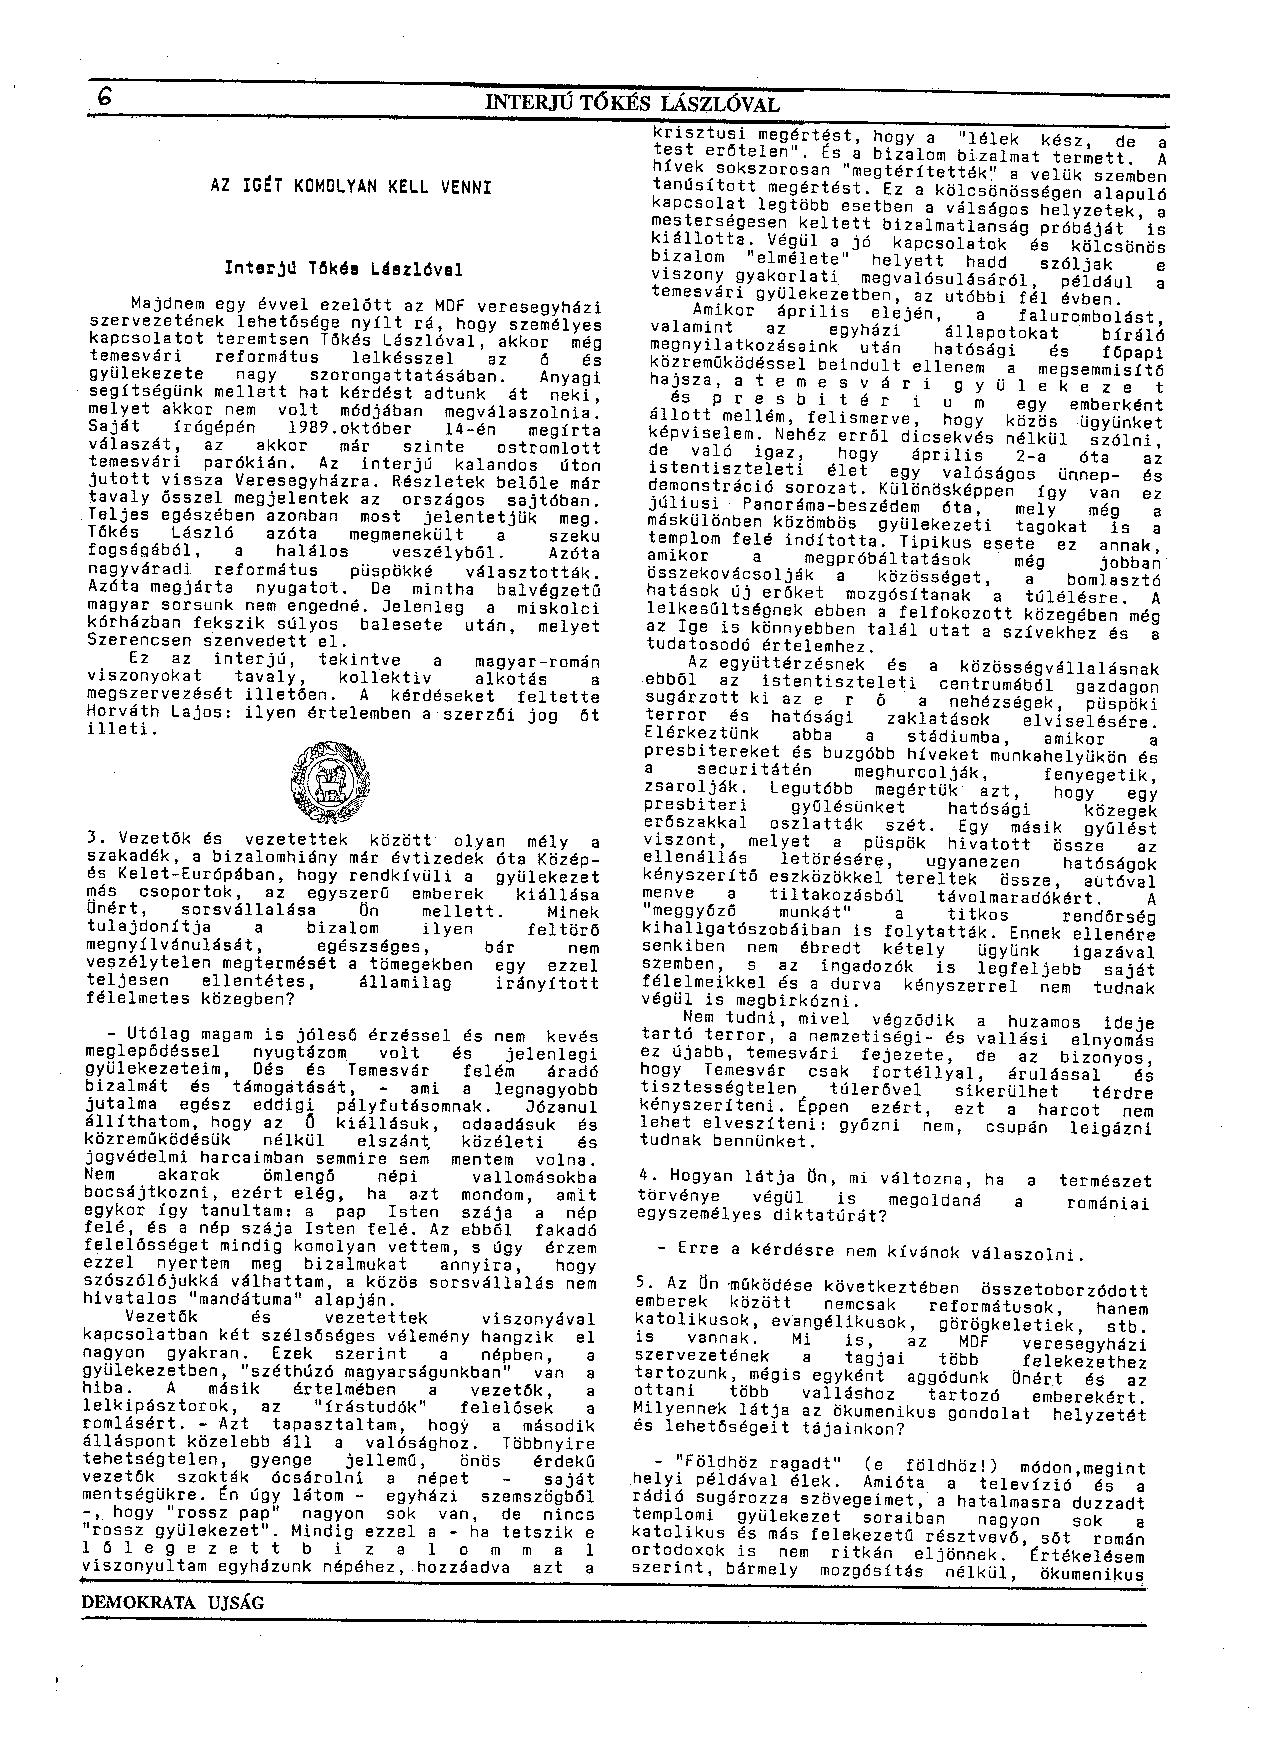 6
INTERJÚ TŐKÉS LÁSZLÓVAL
AZ IGÉT KOMOLYAN KELL VENNI
Interjú Tőkés Lászlóval
Majdnem egy évvel ezelőtt az MDF veresegyházi
szervezetének lehetősége nyílt rá, hogy személyes
kapcsolatot teremtsen Tőkés Lászlóval, akkor még
temesvári református lelkésszel az ő és
gyülekezete nagy szorongattatásában. Anyagi
segítségünk mellett hat kérdést adtunk át neki,
melyet akkor nem volt módjában megválaszolnia.
Saját írógépén 1989.október 14-én megírta
válaszát, az akkor már szinte ostromlott
temesvári parókián. Az interjú kalandos úton
jutott vissza Veresegyházra. Részletek belőle már
tavaly ősszel megjelentek az országos sajtóban.
Teljes egészében azonban most jelentetjük meg.
Tőkés László azóta megmenekült a szeku
fogságából, a halálos veszélyből. Azóta
nagyváradi református püspökké választották.
Azóta megjárta nyugatot. De mintha balvégzetű
magyar sorsunk nem engedné. Jelenleg a miskolci
kórházban fekszik súlyos balesete után, melyet
Szerencsen szenvedett el.
Ez az interjú, tekintve a magyar-román
viszonyokat tavaly, kollektív alkotás a
megszervezését illetően. A kérdéseket feltette
Horváth Lajos: ilyen értelemben a szerzői jog őt
illeti.
3. Vezetők és vezetettek között olyan mély a
szakadék, a bizalomhiány már évtizedek óta Közép-
és Kelet-Európában, hogy rendkívüli a gyülekezet
más csoportok, az egyszerű emberek kiállása
Önért, sorsvállalása Ön mellett. Minek
tulajdonítja a bizalom ilyen feltörő
megnyílvánulását, egészséges, bár nem
veszélytelen megtermését a tömegekben egy ezzel
teljesen ellentétes, államilag irányított
félelmetes közegben?
- Utólag magam is jóleső érzéssel és nem kevés
meglepődéssel nyugtázom volt és jelenlegi
gyülekezeteim, Dés és Temesvár felém áradó
bizalmát és támogatását, - ami a legnagyobb
jutalma egész eddigi pályfutásomnak. Józanul
állíthatom, hogy az Ő kiállásuk, odaadásuk és
közreműködésük nélkül elszánt, közéleti és
jogvédelmi harcaimban semmire sem mentem volna.
Nem akarok ömlengő népi vallomásokba
bocsájtkozni, ezért elég, ha azt mondom, amit
egykor így tanultam: a pap Isten szája a nép
felé, és a nép szája Isten felé. Az ebből fakadó
felelősséget mindig komolyan vettem, s úgy érzem
ezzel nyertem meg bizalmukat annyira, hogy
szószólójukká válhattam, a közös sorsvállalás nem
hivatalos "mandátuma" alapján.
Vezetők és vezetettek viszonyával
kapcsolatban két szélsőséges vélemény hangzik el
nagyon gyakran. Ezek szerint a népben, a
gyülekezetben, "széthúzó magyarságunkban" van a
hiba. A másik értelmében a vezetők, a
lelkipásztorok, az "írástudók" felelősek a
romlásért. - Azt tapasztaltam, hogy a második
álláspont közelebb áll a valósághoz. Többnyire
tehetségtelen, gyenge jellemű, önös érdekű
vezetők szokták ócsárolni a népet - saját
mentségükre. Én úgy látom - egyházi szemszögből
-, hogy "rossz pap" nagyon sok van, de nincs
"rossz gyülekezet". Mindig ezzel a - ha tetszik e
l ő l e g e z e t t b i z a l o m m a l
viszonyultam egyházunk népéhez, hozzáadva azt a
krisztusi megértést, hogy a "lélek kész, de a
test erőtelen". És a bizalom bizalmat termett. A
hívek sokszorosan "megtérítették" a velük szemben
tanúsított megértést. Ez a kölcsönösségen alapuló
kapcsolat legtöbb esetben a válságos helyzetek, a
mesterségesen keltett bizalmatlanság próbáját is
kiállotta. Végül a jó kapcsolatok és kölcsönös
bizalom "elmélete" helyett hadd szóljak e
viszony gyakorlati megvalósulásáról, például a
temesvári gyülekezetben, az utóbbi fél évben.
Amikor április elején, a falurombolást,
valamint az egyházi állapotokat bíráló
megnyilatkozásaink után hatósági és főpapi
közreműködéssel beindult ellenem a megsemmisítő
hajsza, a t e m e s v á r i g y ü l e k e z e t
és p r e s b i t é r i u m egy emberként
állott mellém, felismerve, hogy közös ügyünket
képviselem. Nehéz erről dicsekvés nélkül szólni,
de való igaz, hogy április 2-a óta az
istentiszteleti élet egy valóságos ünnep- és
demonstráció sorozat. Különösképpen így van ez
júliusi Panoráma-beszédem óta, mely még a
máskülönben közömbös gyülekezeti tagokat is a
templom felé indította. Tipikus esete ez annak,
amikor a megpróbáltatások még jobban
összekovácsolják a közösséget, a bomlasztó
hatások új erőket mozgósítanak a túlélésre. A
lelkesültségnek ebben a felfokozott közegében még
az Ige is könnyebben talál utat a szívekhez és a
tudatosodó értelemhez.
Az együttérzésnek és a közösségvállalásnak
ebből az istentiszteleti centrumából gazdagon
sugárzott ki az e r ő a nehézségek, püspöki
terror és hatósági zaklatások elviselésére.
Elérkeztünk abba a stádiumba, amikor a
presbitereket és buzgóbb híveket munkahelyükön és
a securitátén meghurcolják, fenyegetik,
zsarolják. Legutóbb megértük azt, hogy egy
presbiteri gyűlésünket hatósági közegek
erőszakkal oszlatták szét. Egy másik gyűlést
viszont, melyet a püspök hivatott össze az
ellenállás letörésére, ugyanezen hatóságok
kényszerítő eszközökkel tereltek össze, autóval
menve a tiltakozásból távolmaradókért. A
"meggyőző munkát" a titkos rendőrség
kihallgatószobáiban is folytatták. Ennek ellenére
senkiben nem ébredt kétely ügyünk igazával
szemben, s az ingadozók is legfeljebb saját
félelmeikkel és a durva kényszerrel nem tudnak
végül is megbirkózni.
Nem tudni, mivel végződik a huzamos ideje
tartó terror, a nemzetiségi- és vallási elnyomás
ez újabb, temesvári fejezete, de az bizonyos,
hogy Temesvár csak fortéllyal, árulással és
tisztességtelen túlerővel sikerülhet térdre
kényszeríteni. Éppen ezért, ezt a harcot nem
lehet elveszíteni: győzni nem, csupán leigázni
tudnak bennünket.
4. Hogyan látja Ön, mi változna, ha a természet
törvénye végül is megoldaná a romániai
egyszemélyes diktatúrát?
- Erre a kérdésre nem kívánok válaszolni.
5. Az Ön működése következtében összetoborzódott
emberek között nemcsak reformátusok, hanem
katolikusok, evangélikusok, görögkeletiek, stb.
is vannak. Mi is, az MDF veresegyházi
szervezetének a tagjai több felekezethez
tartozunk, mégis egyként aggódunk Önért és az
ottani több valláshoz tartozó emberekért.
Milyennek látja az ökumenikus gondolat helyzetét
és lehetőségeit tájainkon?
- "Földhöz ragadt" (e földhöz!) módon,megint
helyi példával élek. Amióta a televízió és a
rádió sugározza szövegeimet, a hatalmasra duzzadt
templomi gyülekezet soraiban nagyon sok a
katolikus és más felekezetű résztvevő, sőt román
ortodoxok is nem ritkán eljönnek. Értékelésem
szerint, bármely mozgósítás nélkül, ökumenikus
DEMOKRATA UJSÁG